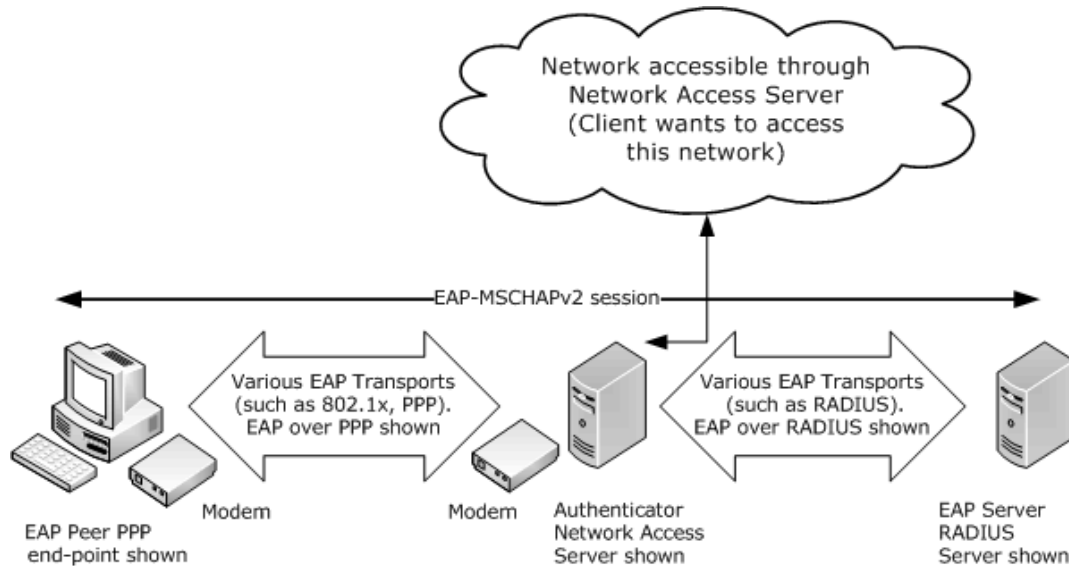 Network accessible through
Network Access Server
(Client wants to access
this network)
EAP-MSCHAPv2 session
Various EAP Transports
(such as 802.1x, PPP).
EAP over PPP shown
Various EAP Transports
(such as RADIUS).
EAP over RADIUS shown
Modem
Modem
EAP Peer PPP
end-point shown
Authenticator
Network Access
Server shown
EAP Server
RADIUS
Server shown